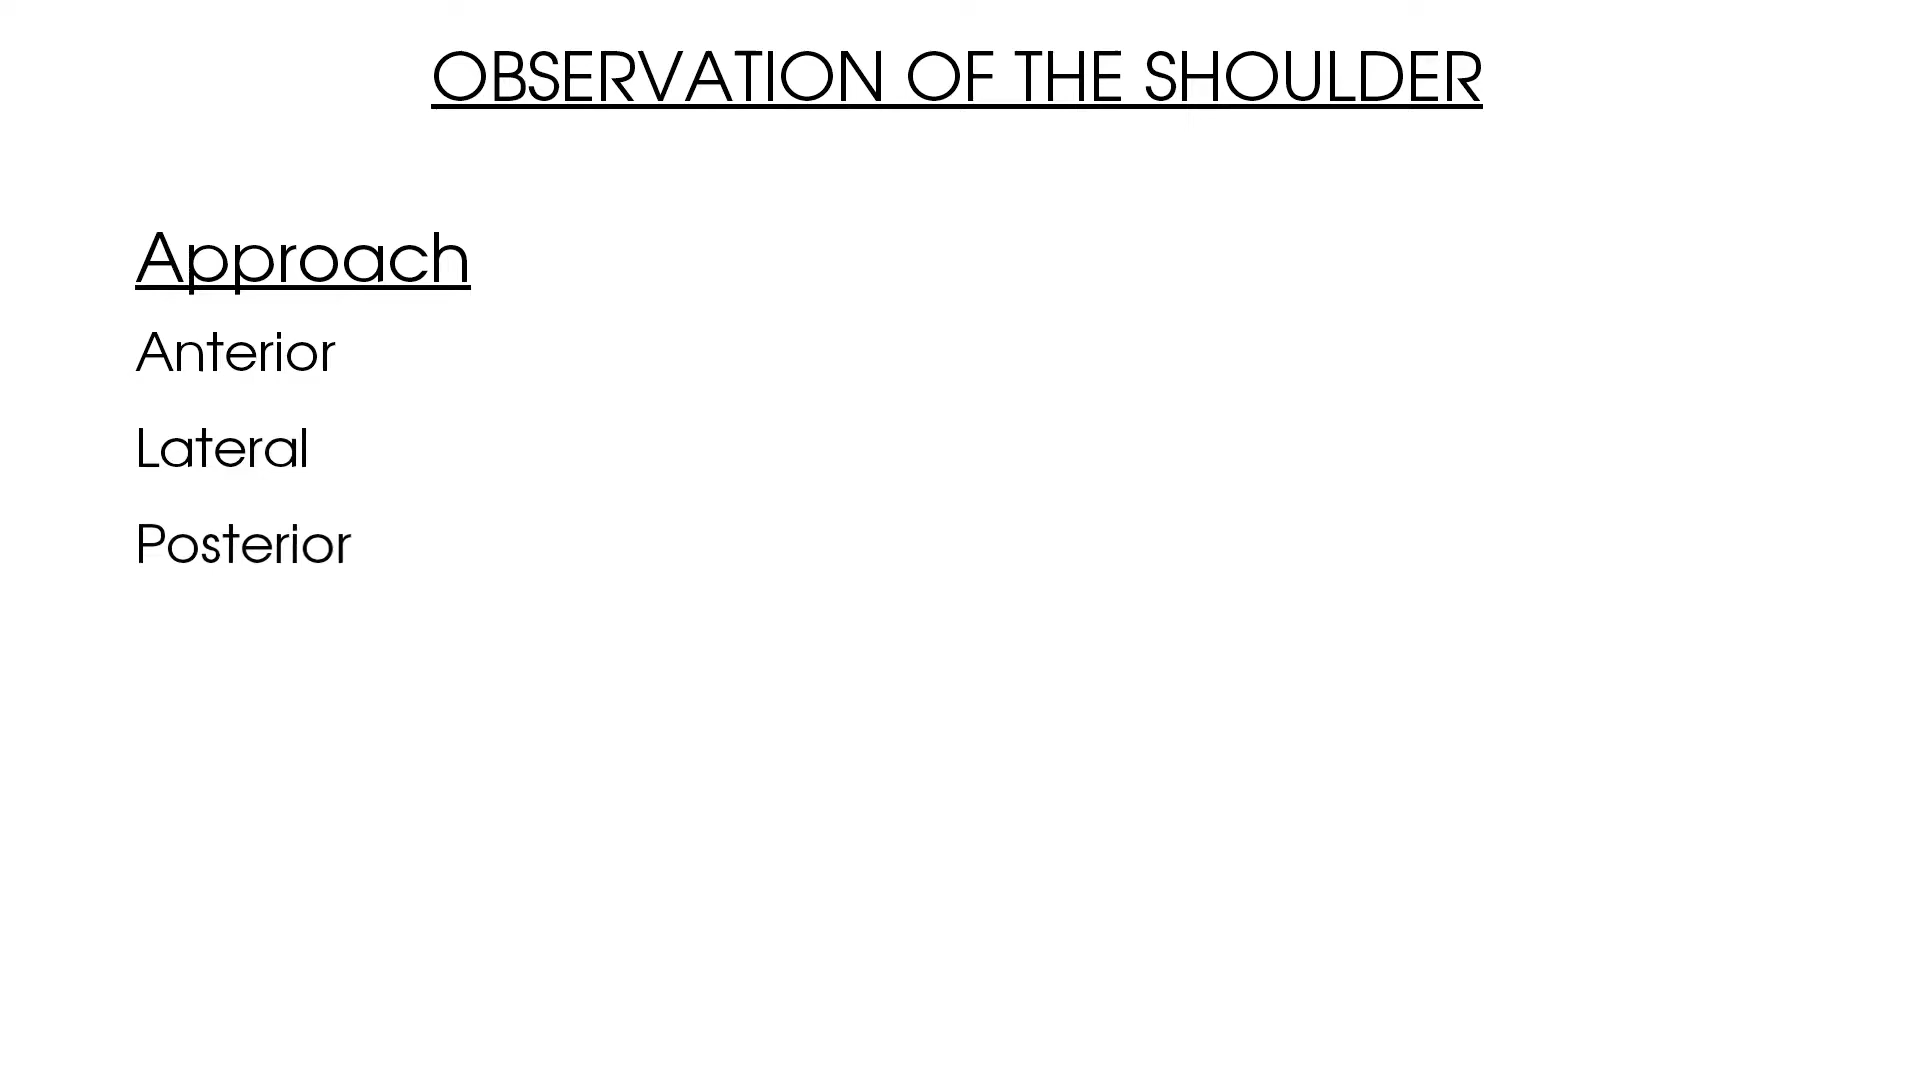 OBSERVATION OF THE SHOULDER
Approach
Anterior
Lateral
Posterior